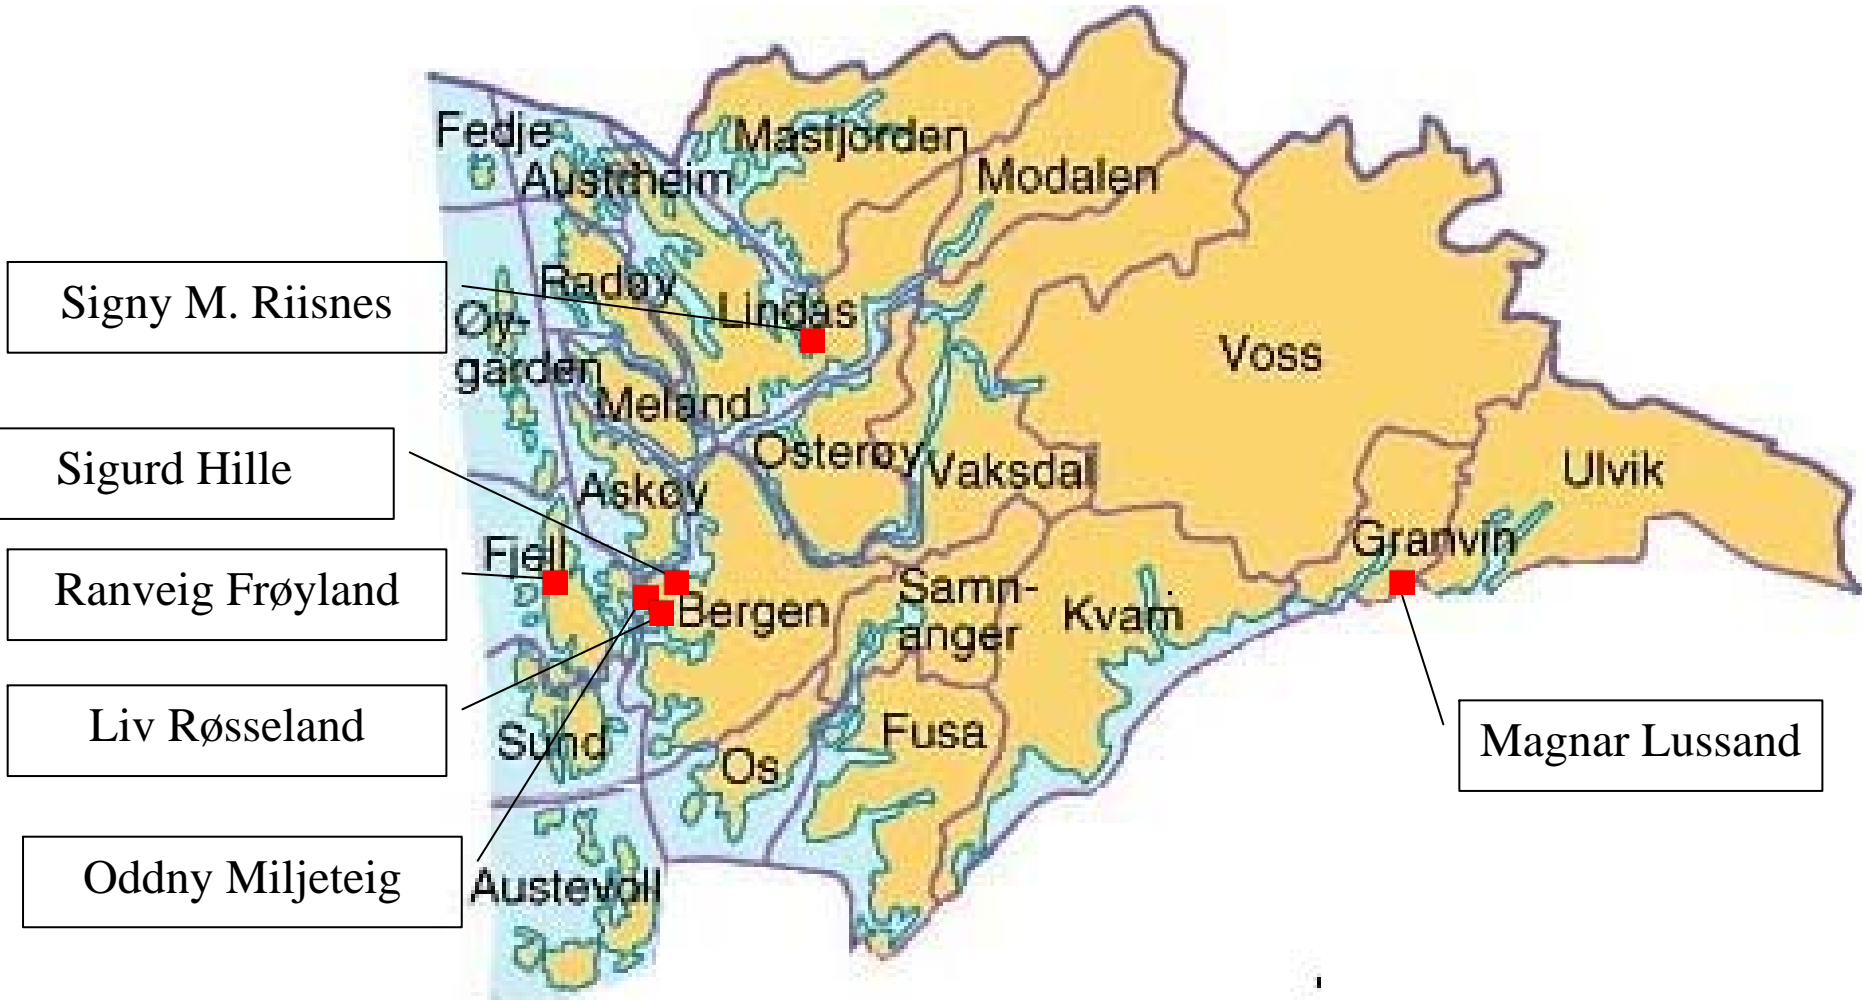 Fedje
Masfjorden
Austrheim
Modalen
Signy M. Riisnes
Radøy
Lindås
Øy-
garden
Voss
Meland
Sigurd Hille
Osterøy
Vaksdal
Ulvik
Askøy
Fjell
Granvin
Ranveig Frøyland
Bergen
Samn-
anger
Kvam
Liv Røsseland
Sund
Os
Fusa
Magnar Lussand
Oddny Miljeteig
Austevoll